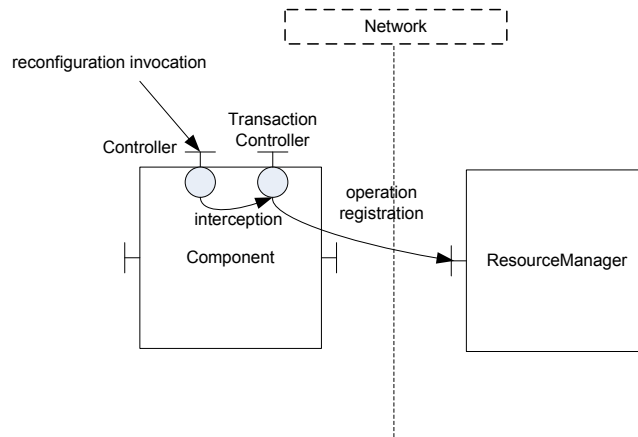 Network
reconfiguration invocation
Transaction
Controller
Controller
operation
registration
interception
Component
ResourceManager